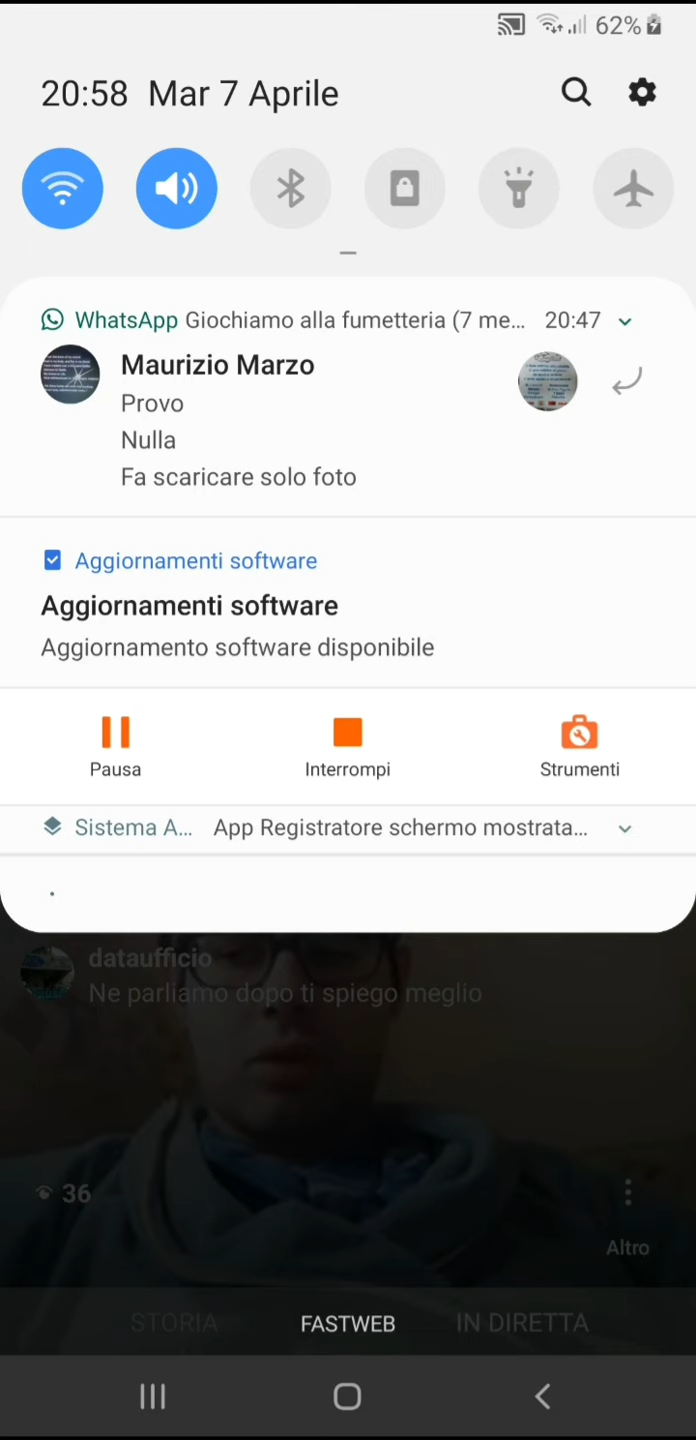 62%
20:58 Mar 7 Aprile
WhatsApp Giochiamo alla fumetteria (7 me... 20:47
Maurizio Marzo
Provo
Nulla
Fa scaricare solo foto
Aggiornamenti software
Aggiornamenti software
Aggiornamento software disponibile
Pausa Interrompi Strumenti
Sistema A... App Registratore schermo mostrata...
dataufficio
Ne parliamo dopo ti spiego meglio
36
Altro
STORIA FASTWEB IN DIRETTA